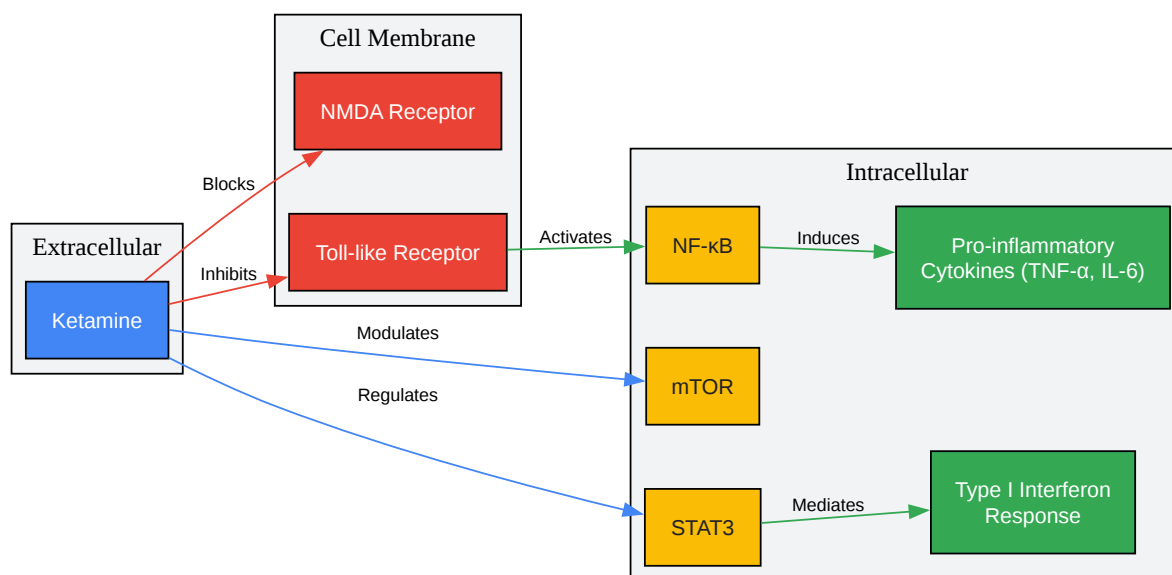 Cell Membrane
NMDA Receptor
Blocks
Toll-like Receptor
Inhibits
Extracellular
Ketamine
Activates
Modulates
Regulates
Intracellular
NF-κB
Induces
Pro-inflammatory
Cytokines (TNF-α, IL-6)
mTOR
STAT3
Mediates
Type I Interferon
Response